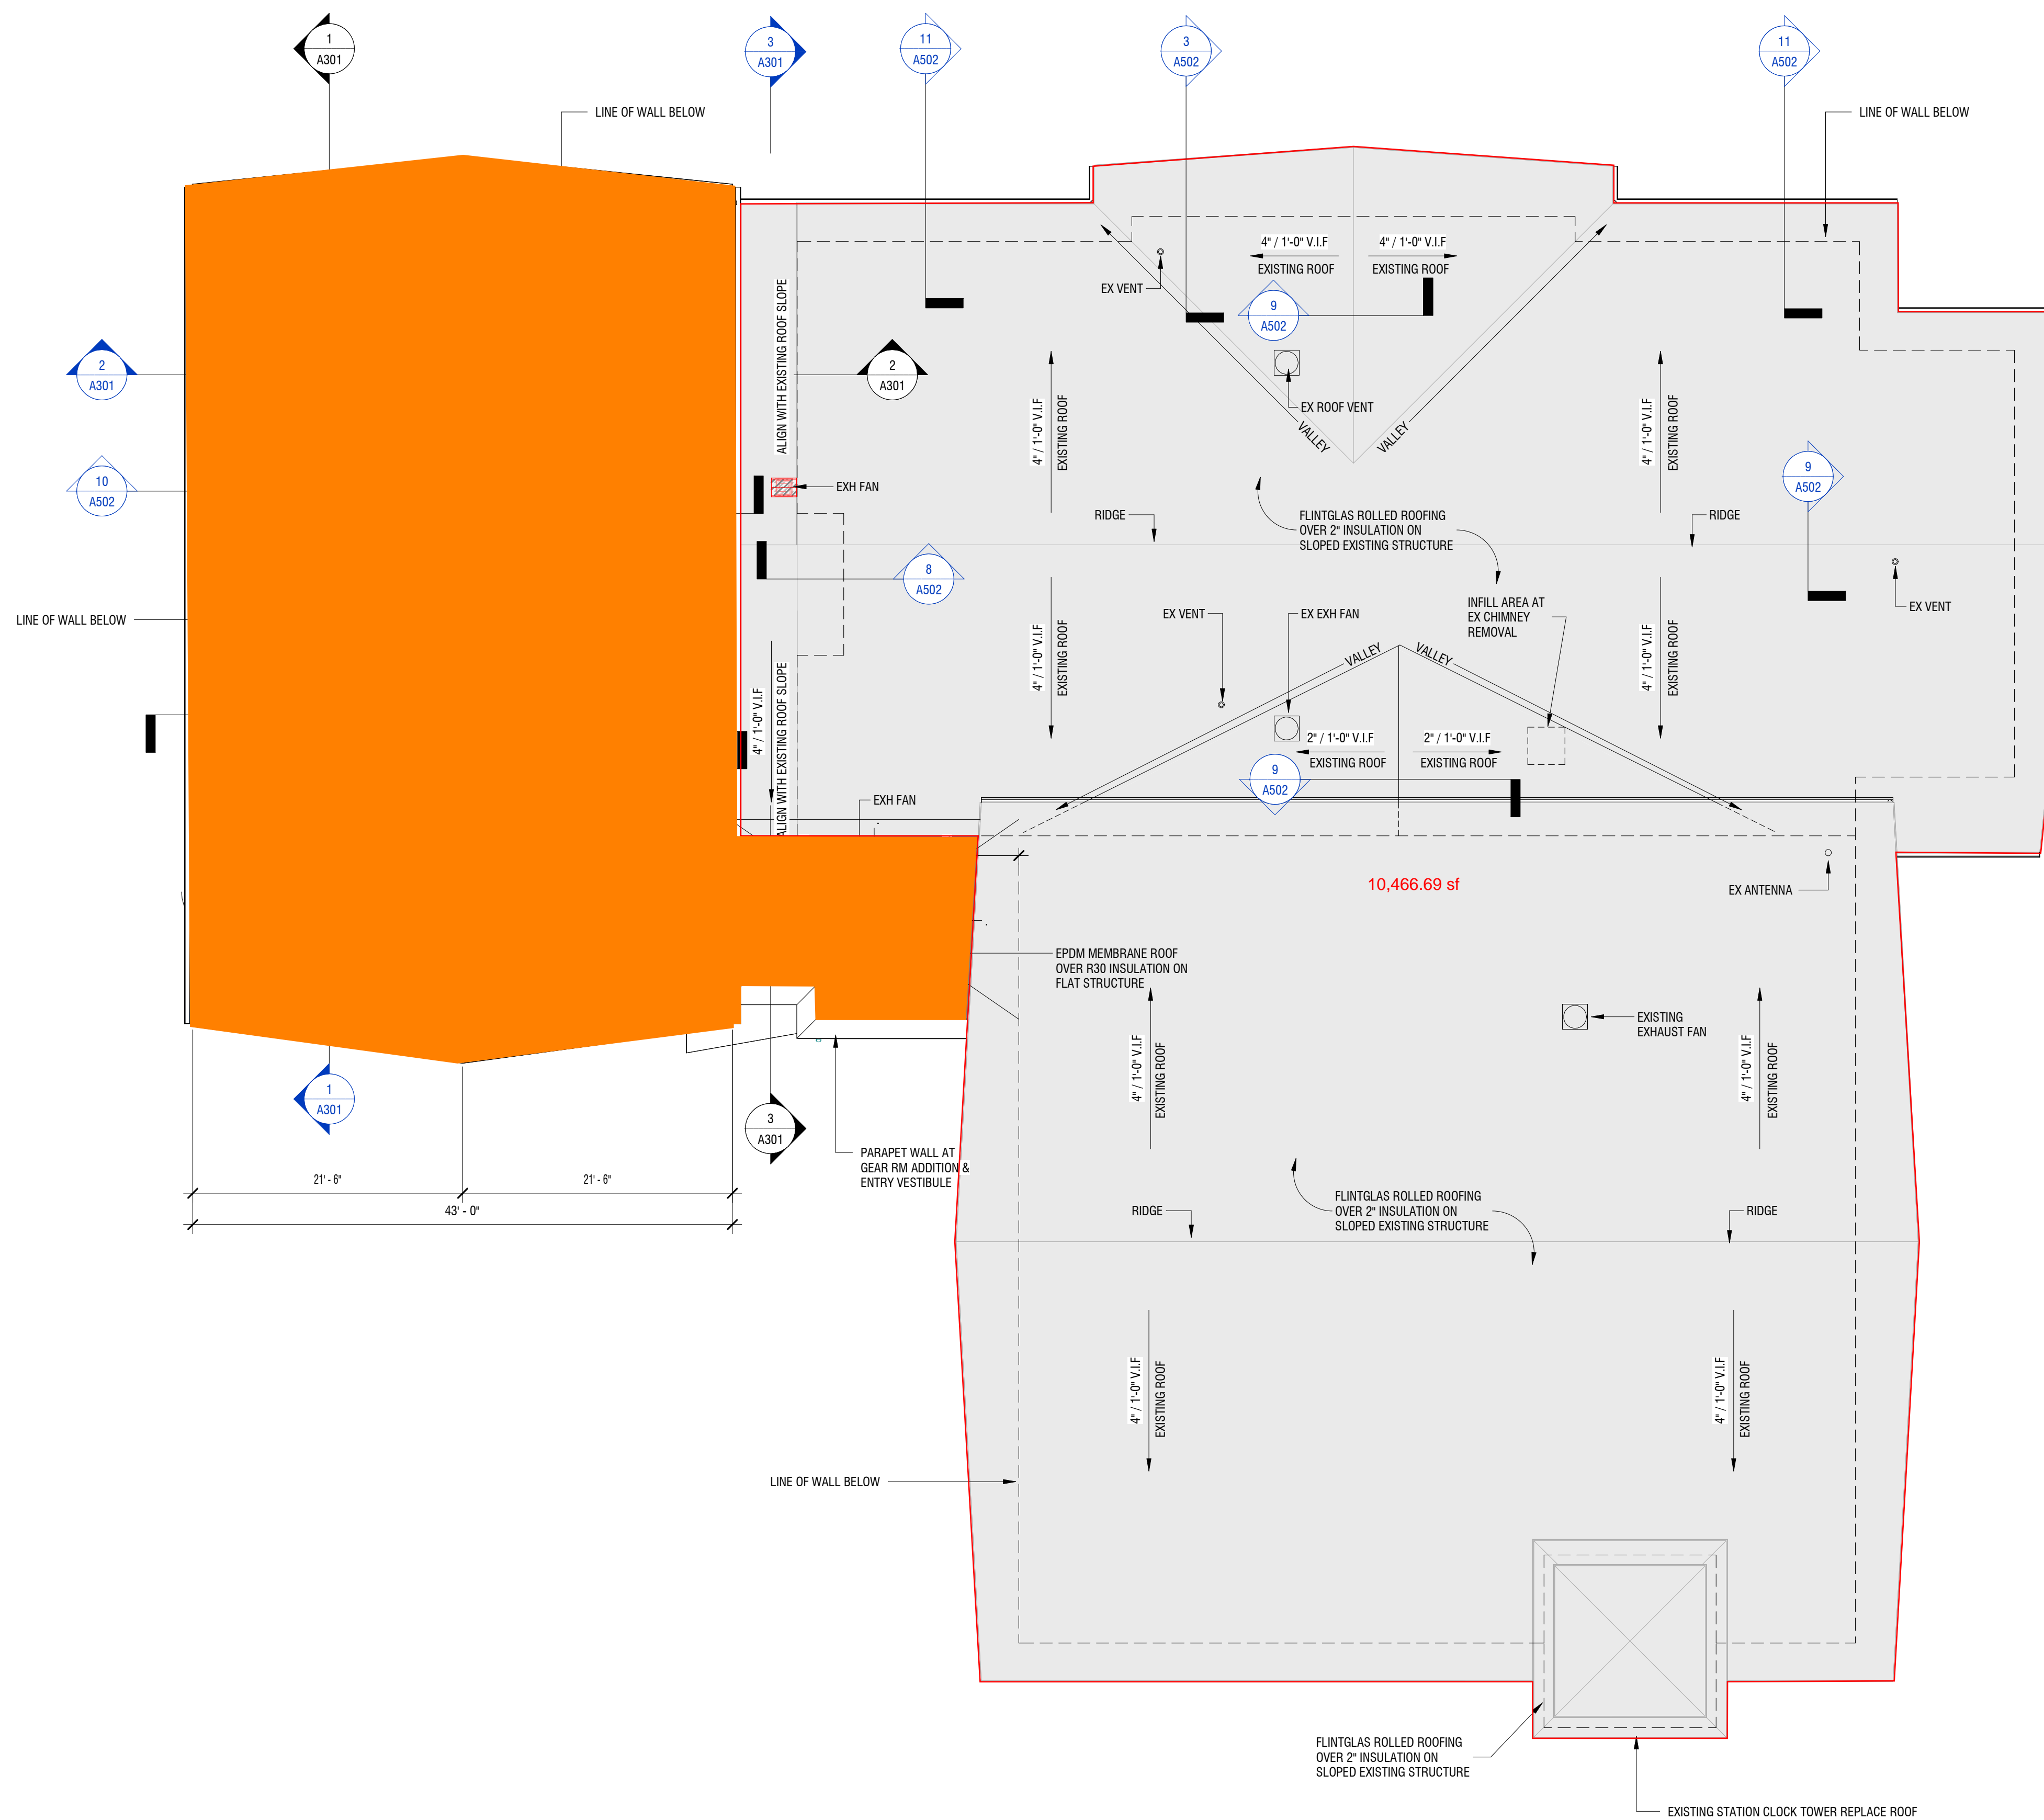 1
A301
3
A301
11
A502
3
A502
11
A502
LINE OF WALL BELOW
LINE OF WALL BELOW
4" / 1'-0" V.I.F
EXISTING ROOF
4" / 1'-0" V.I.F
EXISTING ROOF
EX VENT
9
A502
ALIGN WITH EXISTING ROOF SLOPE
2
A301
2
A301
EX ROOF VENT
4" / 1'-0" V.I.F
EXISTING ROOF
VALLEY
VALLEY
4" / 1'-0" V.I.F
EXISTING ROOF
10
A502
EXH FAN
9
A502
RIDGE
FLINTGLAS ROLLED ROOFING
OVER 2" INSULATION ON
SLOPED EXISTING STRUCTURE
RIDGE
8
A502
LINE OF WALL BELOW
EX VENT
EX EXH FAN
INFILL AREA AT
EX CHIMNEY
REMOVAL
EX VENT
4" / 1'-0" V.I.F
EXISTING ROOF
VALLEY
VALLEY
4" / 1'-0" V.I.F
EXISTING ROOF
4" / 1'-0" V.I.F
ALIGN WITH EXISTING ROOF SLOPE
2" / 1'-0" V.I.F
EXISTING ROOF
2" / 1'-0" V.I.F
EXISTING ROOF
9
A502
EXH FAN
10,466.69 sf
EX ANTENNA
EPDM MEMBRANE ROOF
OVER R30 INSULATION ON
FLAT STRUCTURE
EXISTING
EXHAUST FAN
4" / 1'-0" V.I.F
EXISTING ROOF
4" / 1'-0" V.I.F
EXISTING ROOF
1
A301
3
A301
PARAPET WALL AT
GEAR RM ADDITION &
ENTRY VESTIBULE
21' - 6"
21' - 6"
43' - 0"
FLINTGLAS ROLLED ROOFING
OVER 2" INSULATION ON
SLOPED EXISTING STRUCTURE
RIDGE
RIDGE
4" / 1'-0" V.I.F
EXISTING ROOF
4" / 1'-0" V.I.F
EXISTING ROOF
LINE OF WALL BELOW
FLINTGLAS ROLLED ROOFING
OVER 2" INSULATION ON
SLOPED EXISTING STRUCTURE
EXISTING STATION CLOCK TOWER REPLACE ROOF